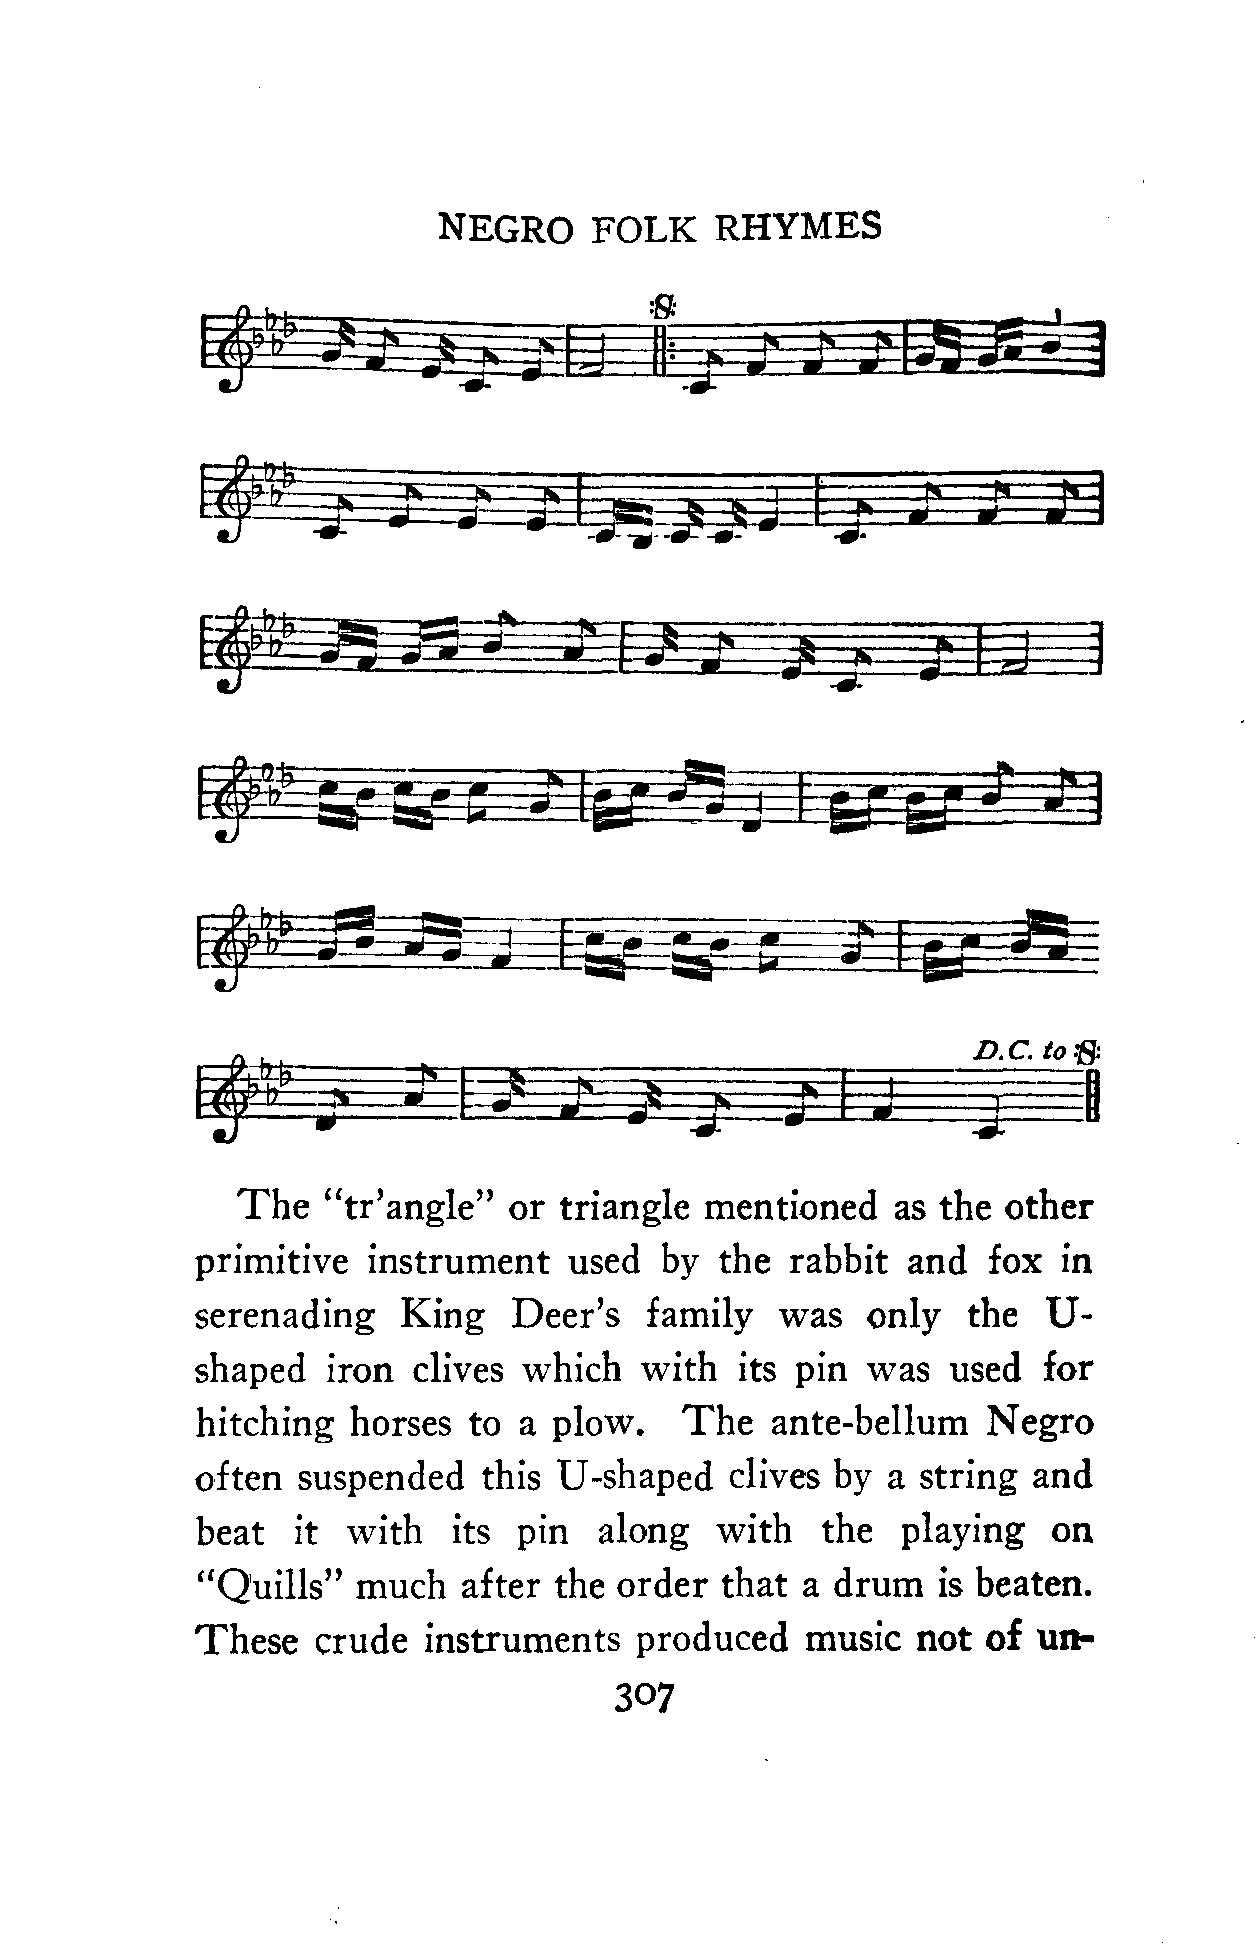 NEGRO FOLK RHYMES
D.C. to
The “tr’angle” or triangle mentioned as the other
primitive instrument used by the rabbit and fox in
serenading King Deer’s family was only the U-
shaped iron clives which with its pin was used for
hitching horses to a plow. The ante-bellum Negro
often suspended this U-shaped clives by a string and
beat it with its pin along with the playing on
“Quills” much after the order that a drum is beaten.
These crude instruments produced music not of un-
307